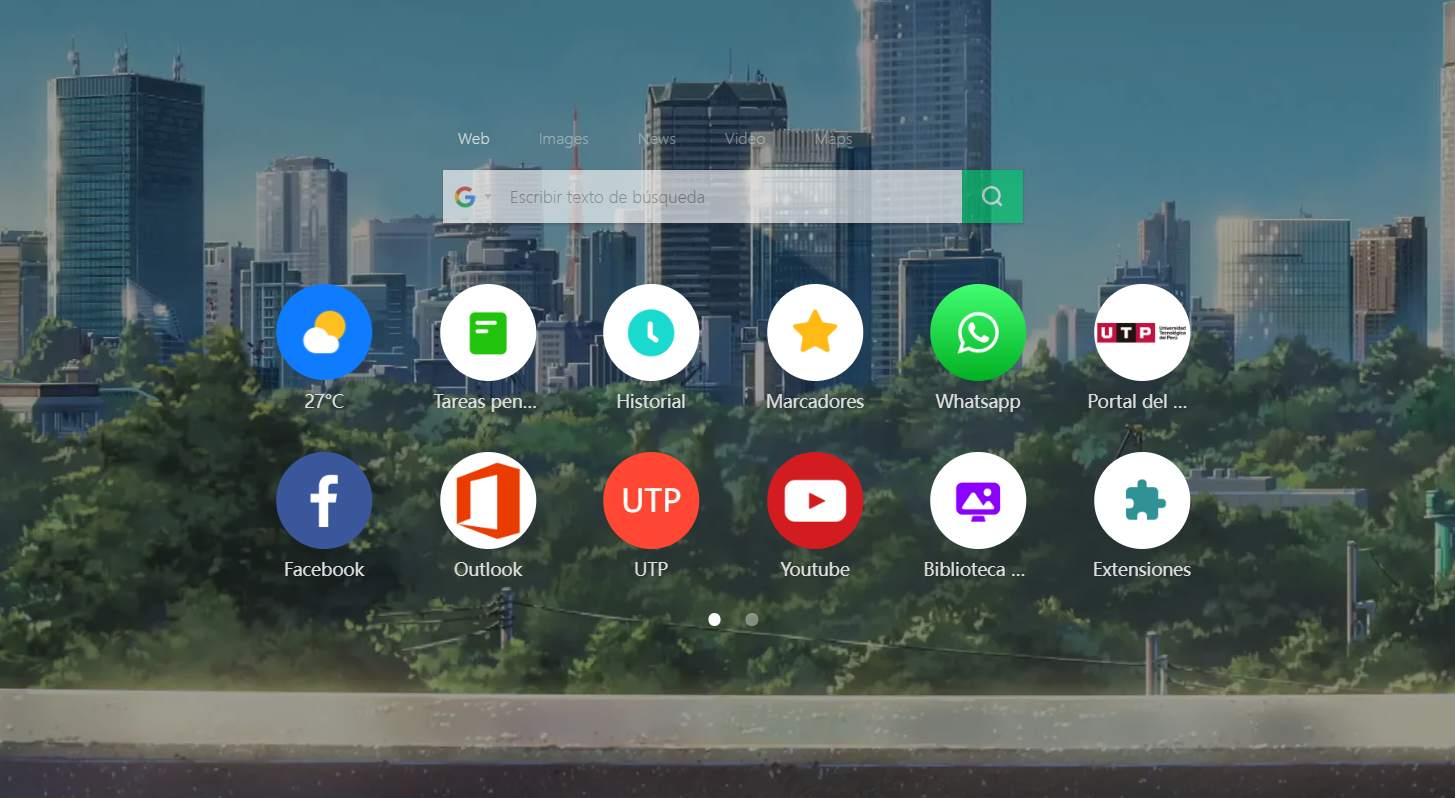 Web Images News Video Maps
Escribir texto de búsqueda
UTP Universidad Tecnológica del Perú
27°C Tareas pen... Historial Marcadores Whatsapp Portal del ...
UTP
Facebook Outlook UTP Youtube Biblioteca ... Extensiones